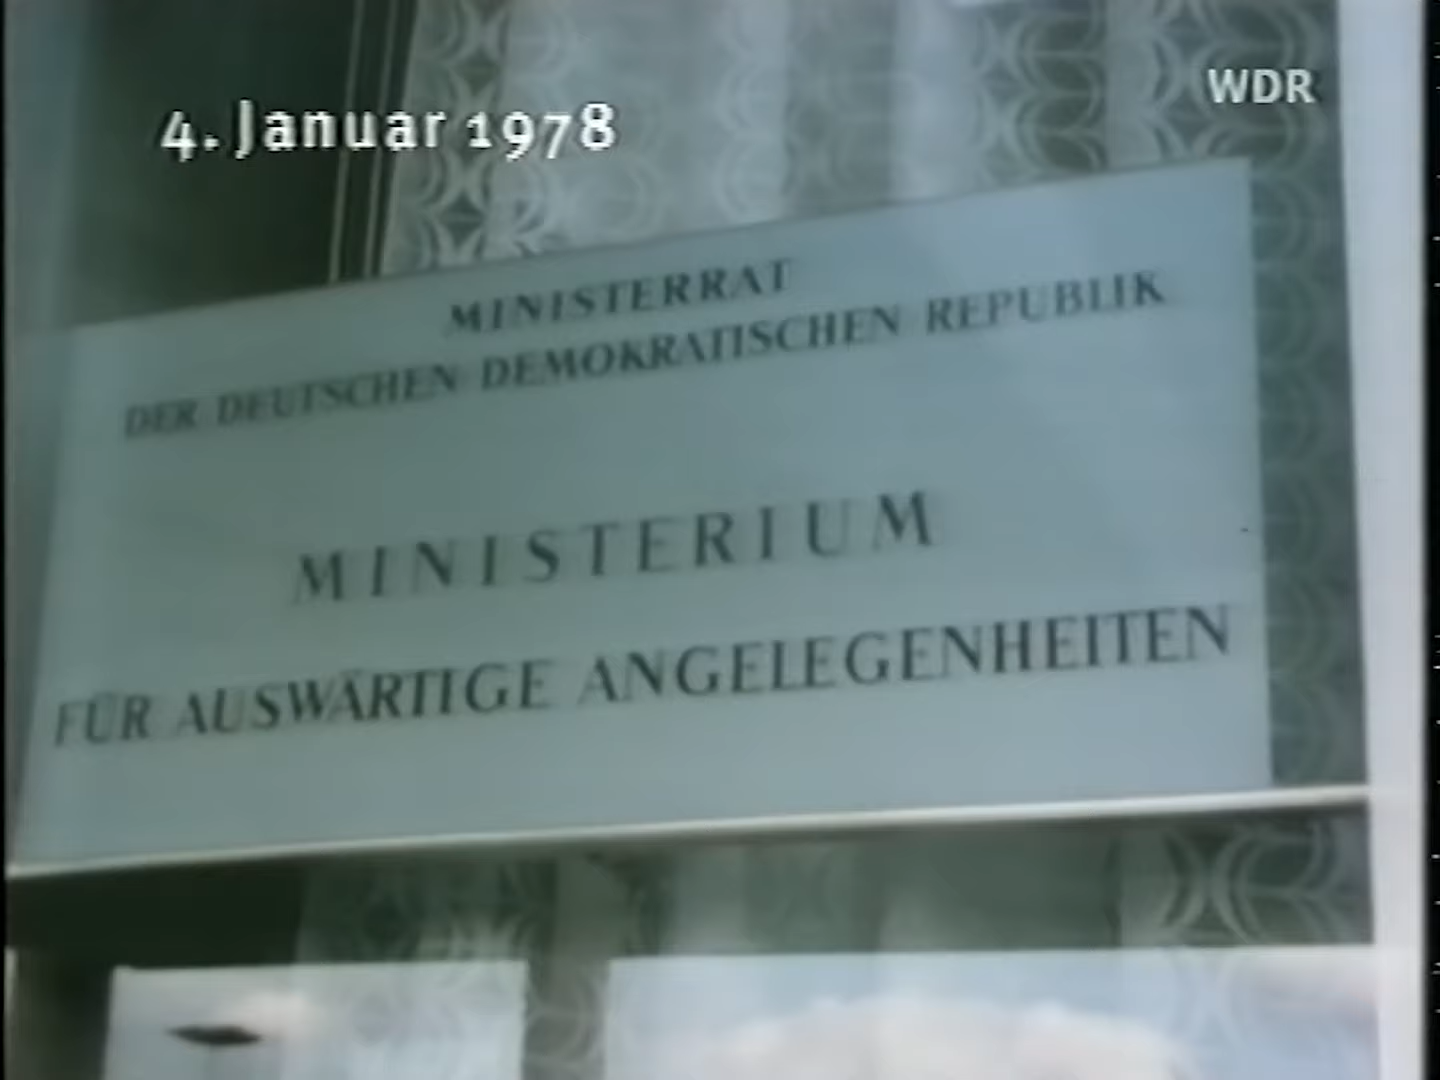 WDR
4. Januar 1978
MINISTERRAT
DER DEUTSCHEN DEMOKRATISCHEN REPUBLIK
MINISTERIUM
FÜR AUSWÄRTIGE ANGELEGENHEITEN